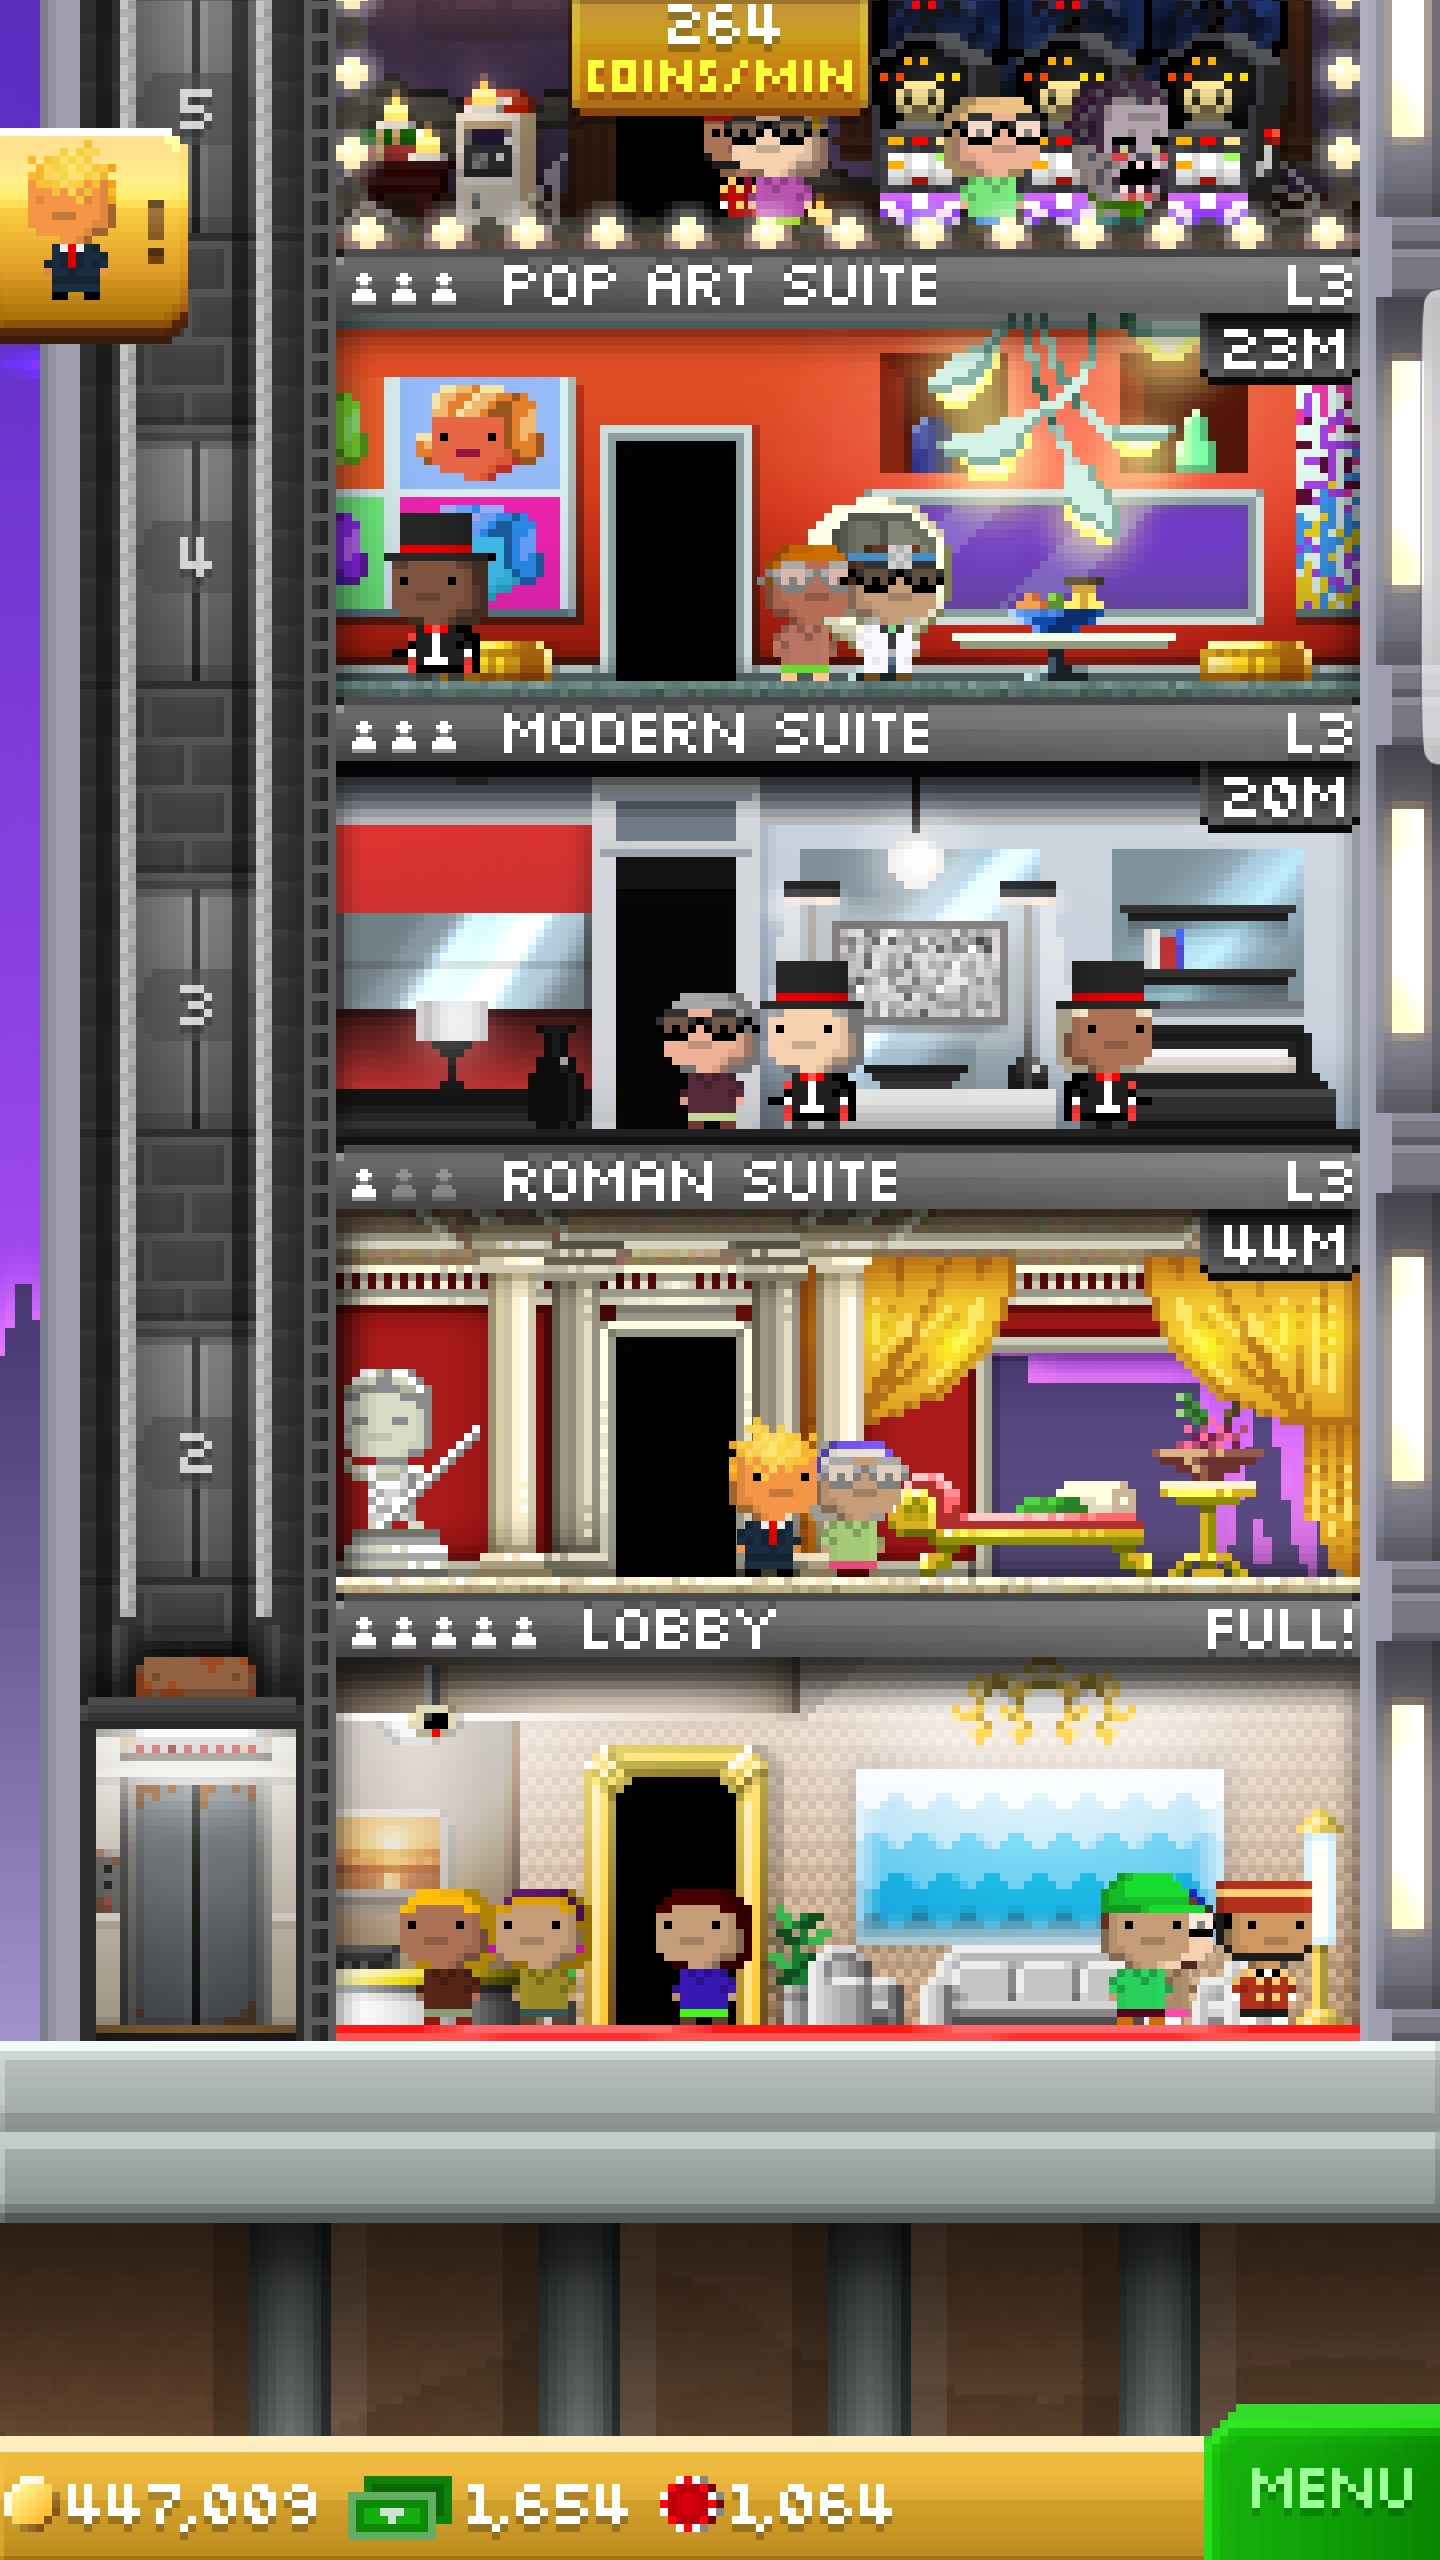 264
COINS/MIN
5
!
POP ART SUITE L3
23M
4
MODERN SUITE L3
20M
3
ROMAN SUITE L3
44M
2
LOBBY FULL!
447,009 1,654 1,064
MENU